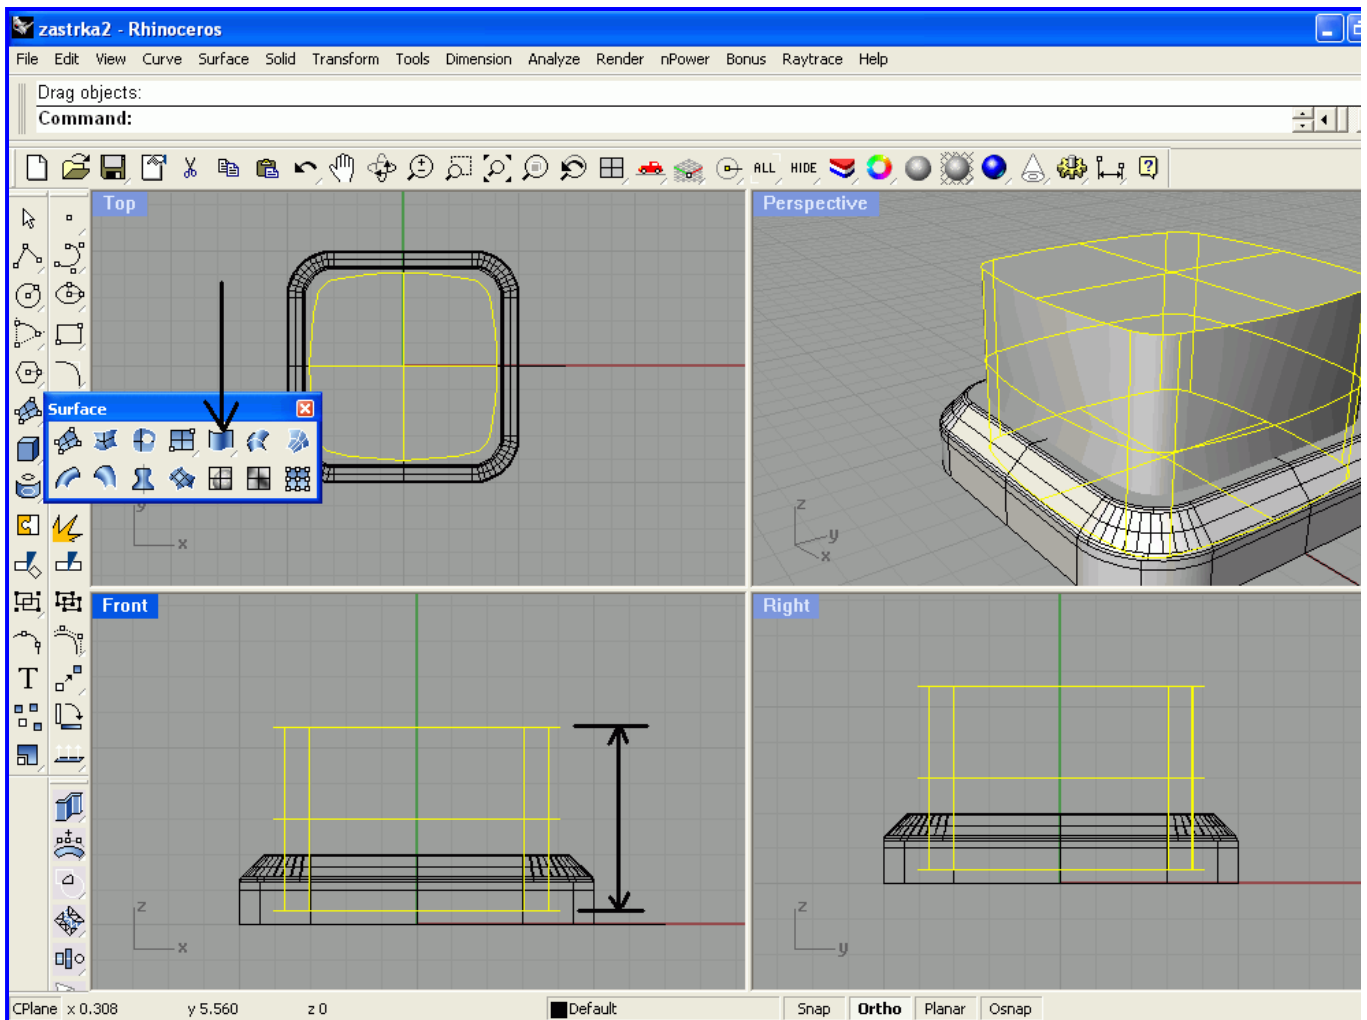 zastrka2 - Rhinoceros
File Edit View Curve Surface Solid Transform Tools Dimension Analyze Render nPower Bonus Raytrace Help
Drag objects:
Command:
ALL HIDE
Top
Perspective
Surface
y
x
z
y
x
Front
Right
T
z
x
z
y
CPlane x 0.308 y 5.560 z 0 Default Snap Ortho Planar Osnap